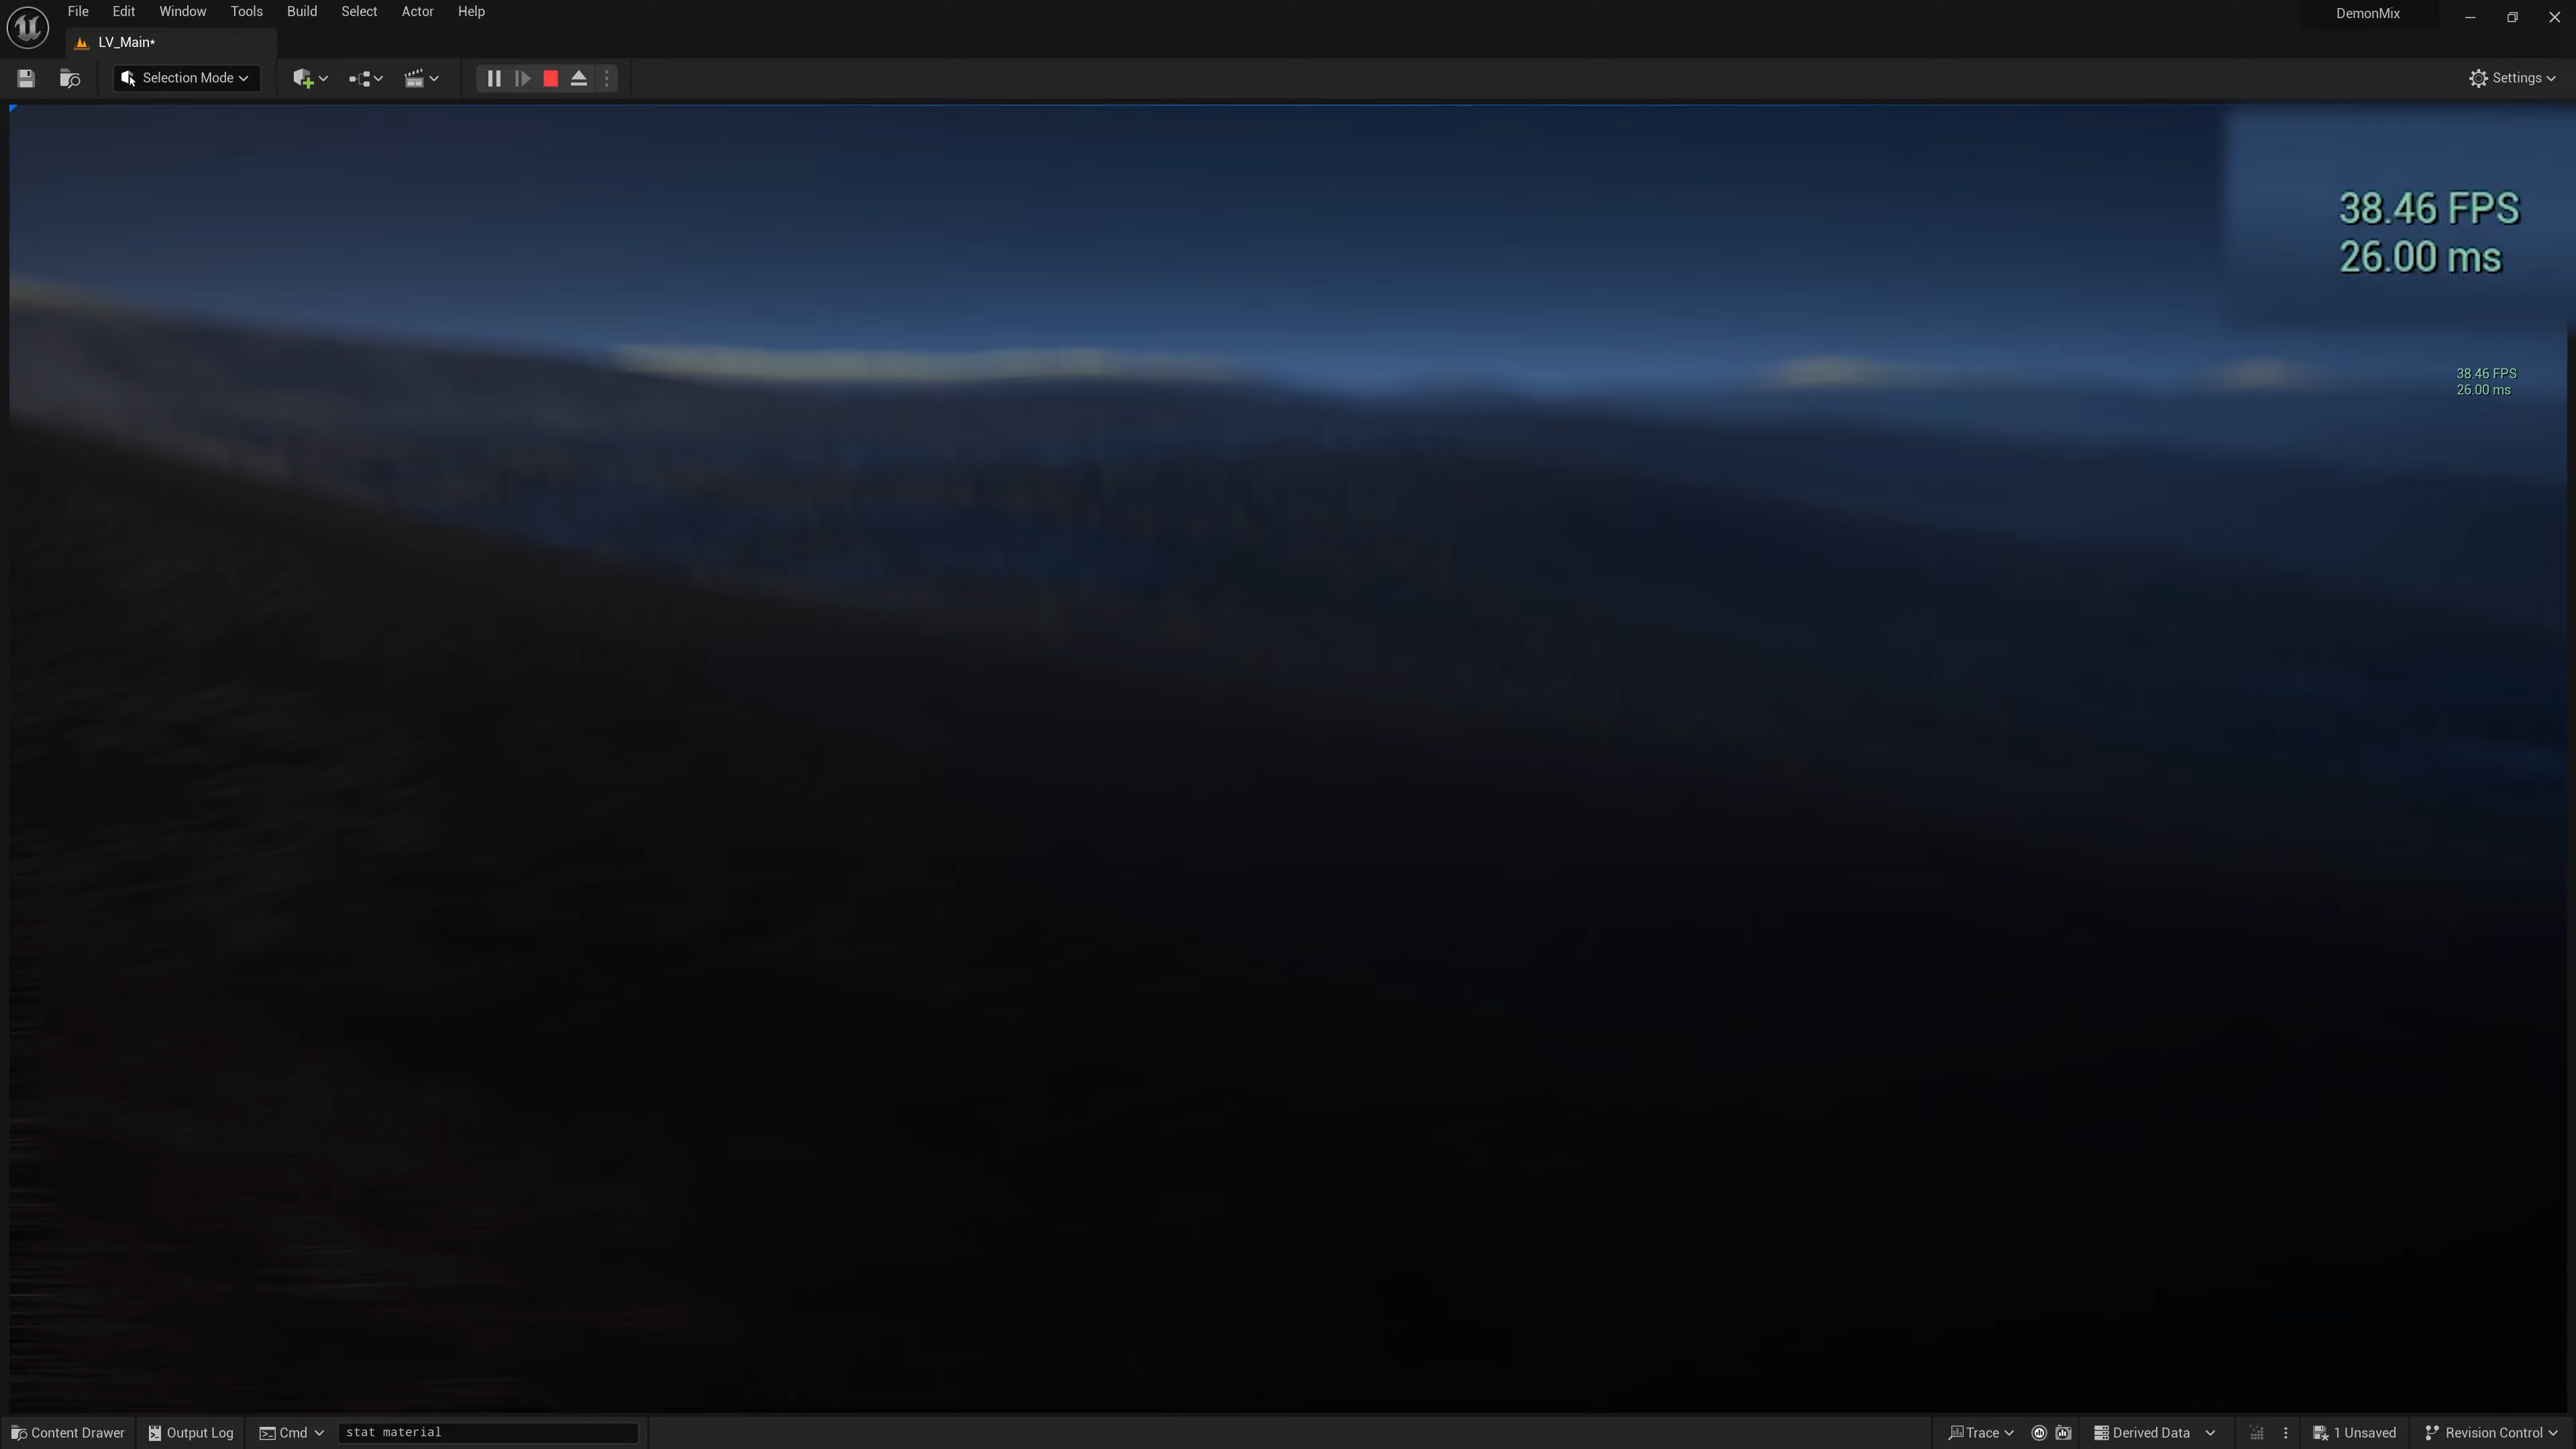 File Edit Window Tools Build Select Actor Help
DemonMix
LV_Main*
Selection Mode
Settings
38.46 FPS
26.00 ms
38.46 FPS
26.00 ms
Content Drawer Output Log Cmd stat material Trace Derived Data 1 Unsaved Revision Control